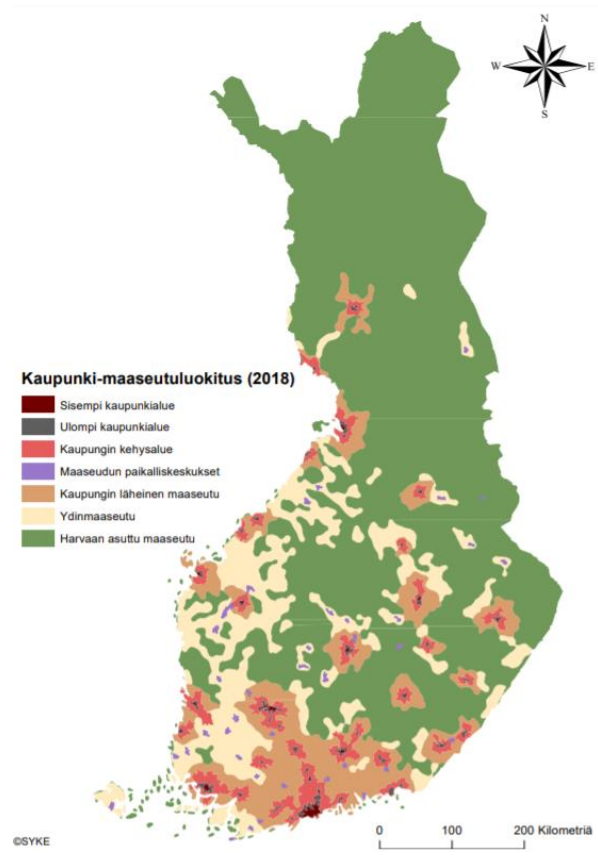 N
W E
S
Kaupunki-maaseutuluokitus (2018)
Sisempi kaupunkialue
Ulompi kaupunkialue
Kaupungin kehysalue
Maaseudun paikalliskeskukset
Kaupungin läheinen maaseutu
Ydinmaaseutu
Harvaan asuttu maaseutu
0 100 200 Kilometriä
©SYKE